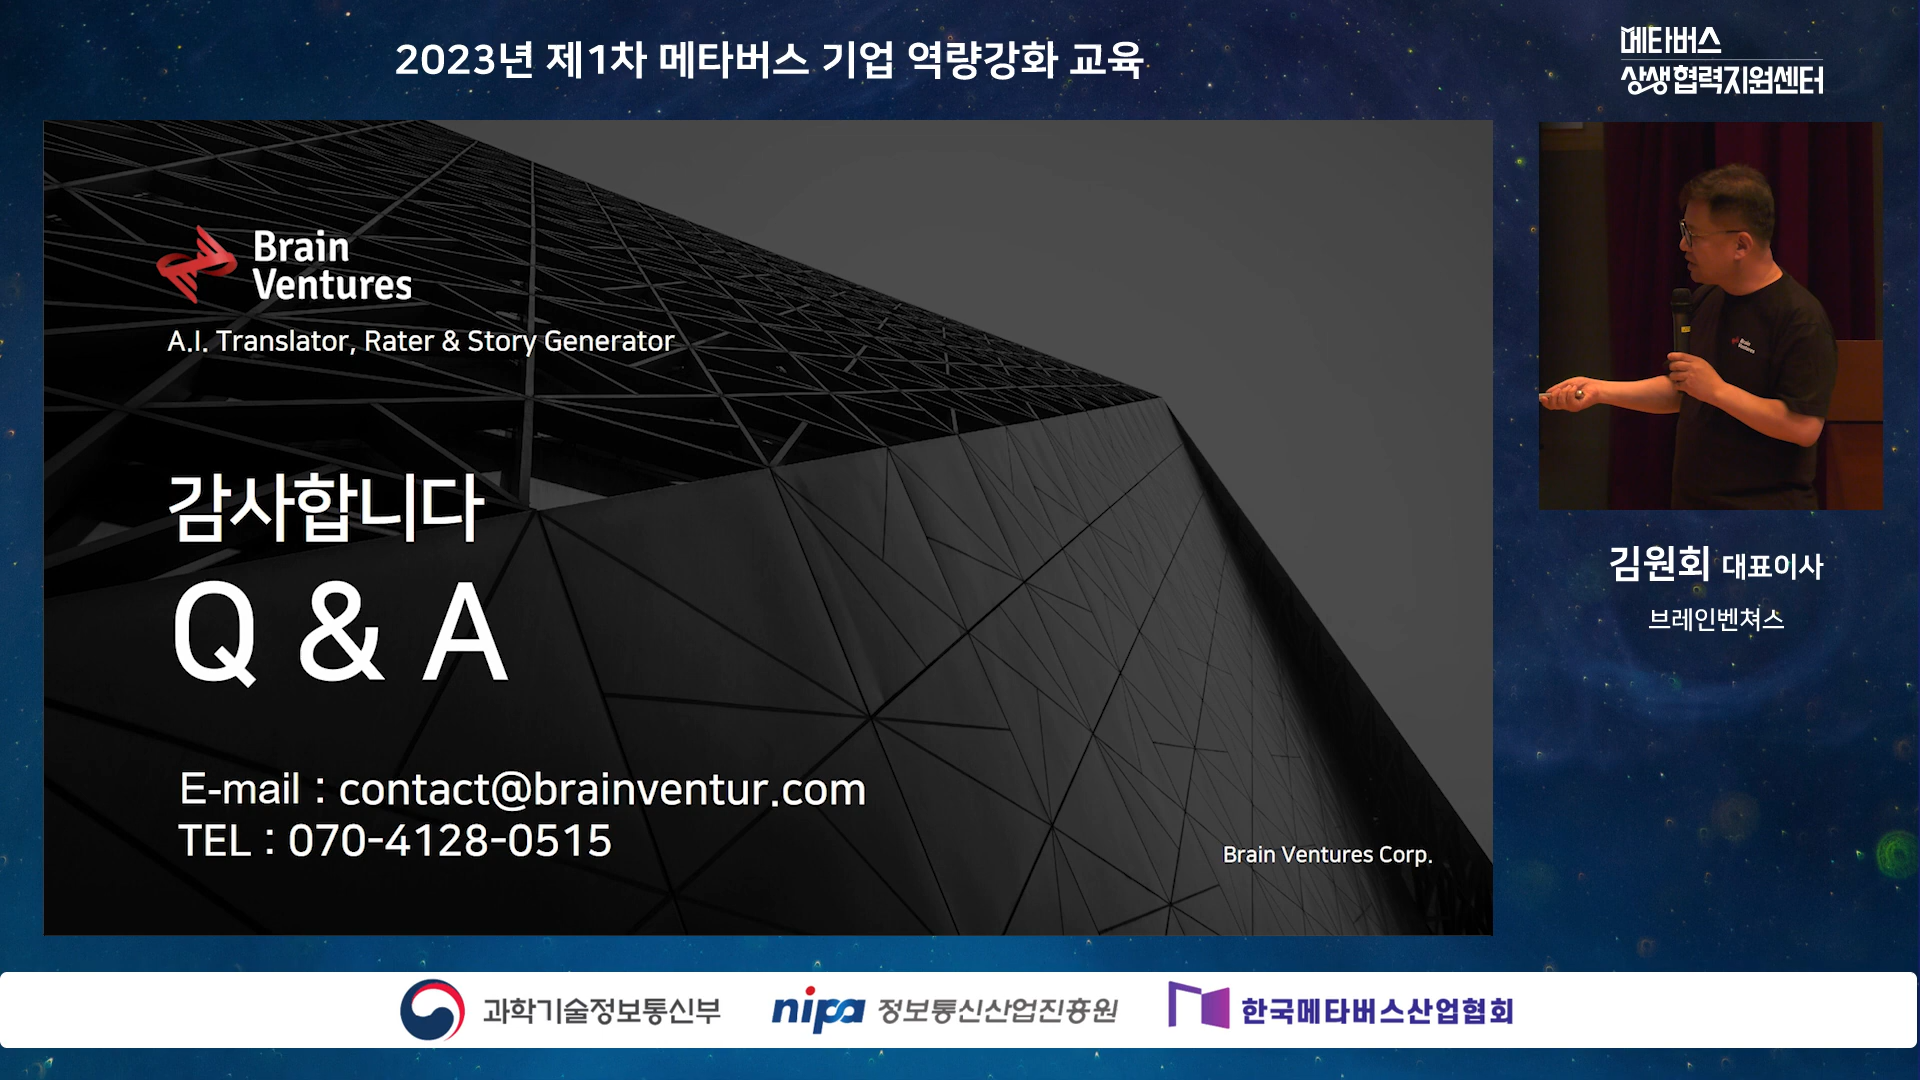 2023년 제1차 메타버스 기업 역량강화 교육
메타버스
상생협력지원센터
Brain
Ventures
A.I. Translator, Rater & Story Generator
감사합니다
Q & A
E-mail : contact@brainventur.com
TEL : 070-4128-0515
Brain Ventures Corp.
Brain
Ventures
김원회 대표이사
브레인벤쳐스
과학기술정보통신부
nipa 정보통신산업진흥원
한국메타버스산업협회